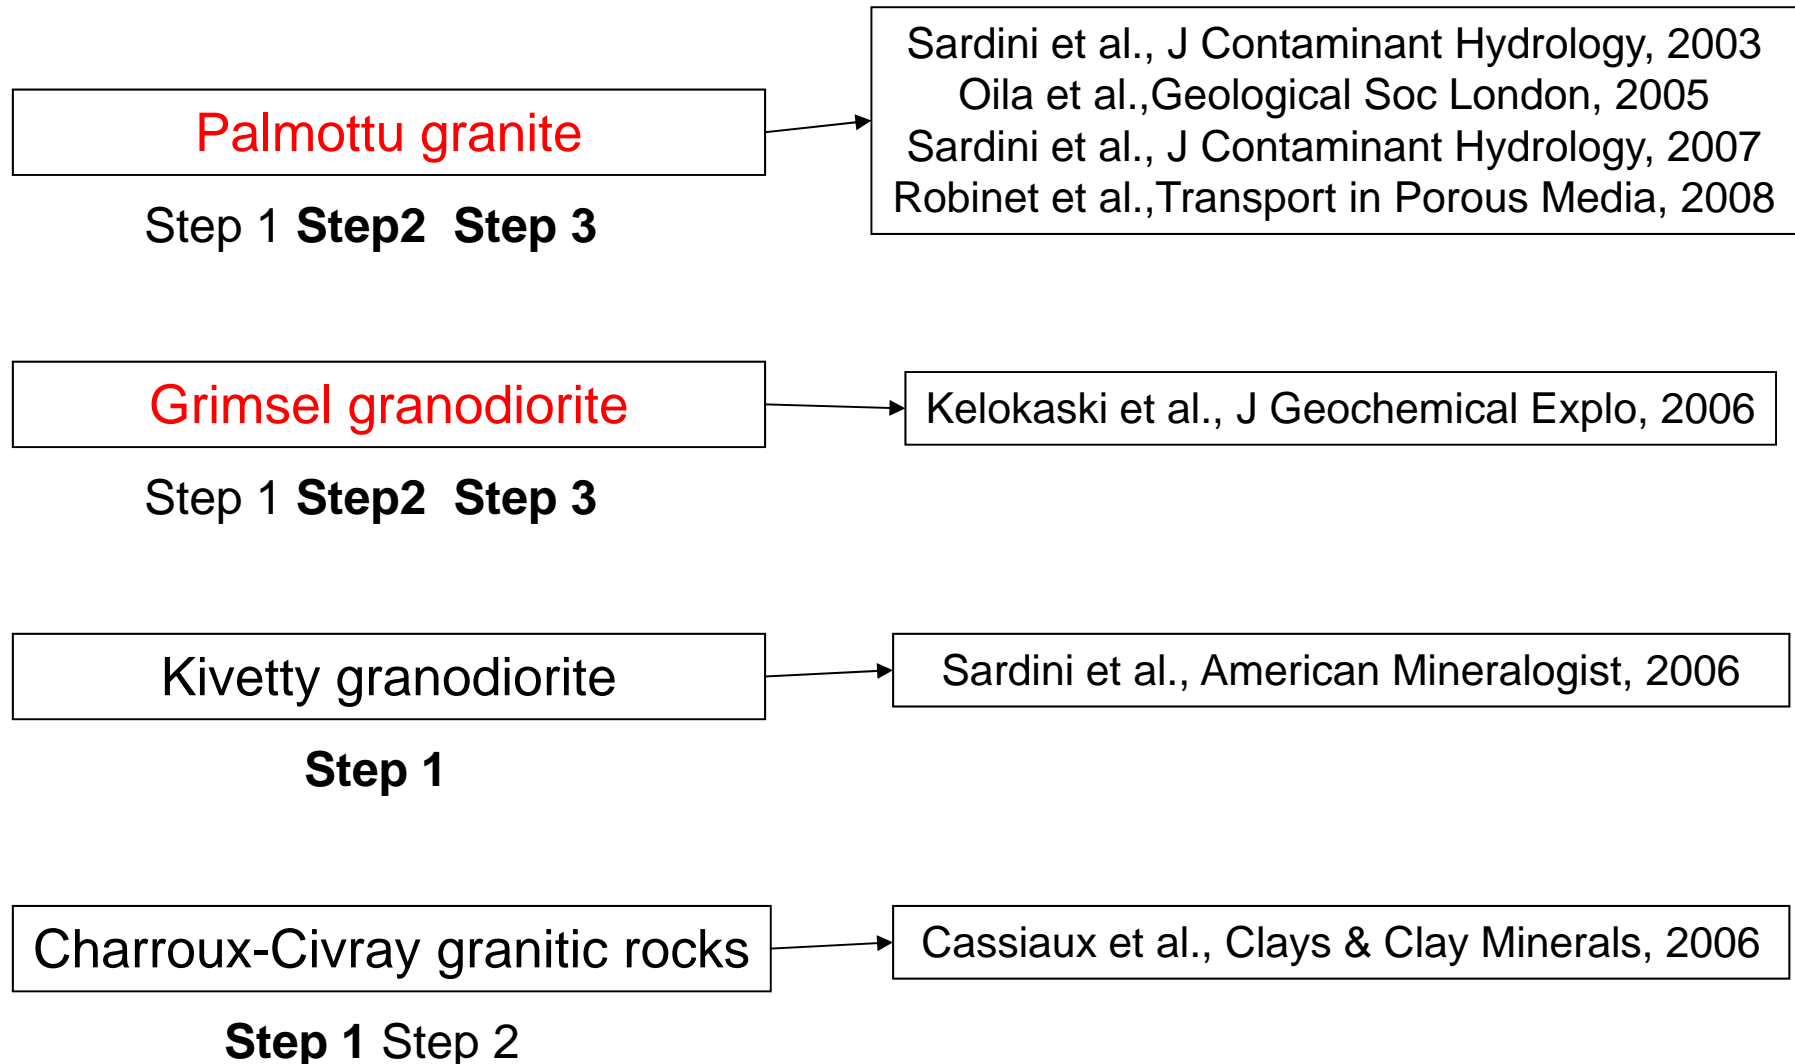 Palmottu granite
Step 1 Step2  Step 3
Sardini et al., J Contaminant Hydrology, 2003
Oila et al.,Geological Soc London, 2005
Sardini et al., J Contaminant Hydrology, 2007
Robinet et al.,Transport in Porous Media, 2008
Grimsel granodiorite
Step 1 Step2  Step 3
Kelokaski et al., J Geochemical Explo, 2006
Kivetty granodiorite
Step 1
Sardini et al., American Mineralogist, 2006
Charroux-Civray granitic rocks
Step 1 Step 2
Cassiaux et al., Clays & Clay Minerals, 2006